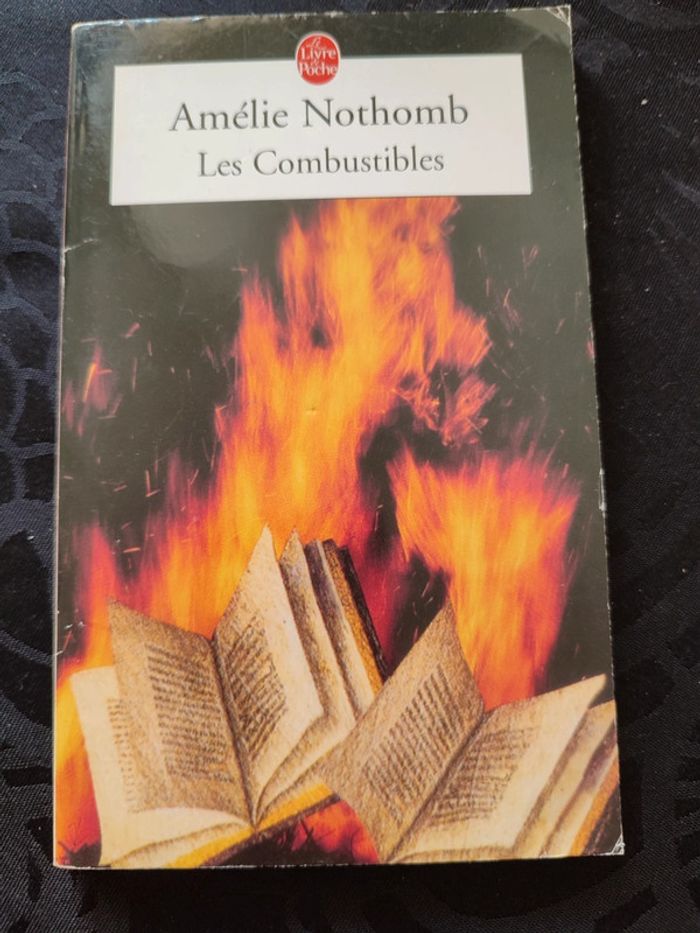 Le
Livre
de
Poche
Amélie Nothomb
Les Combustibles